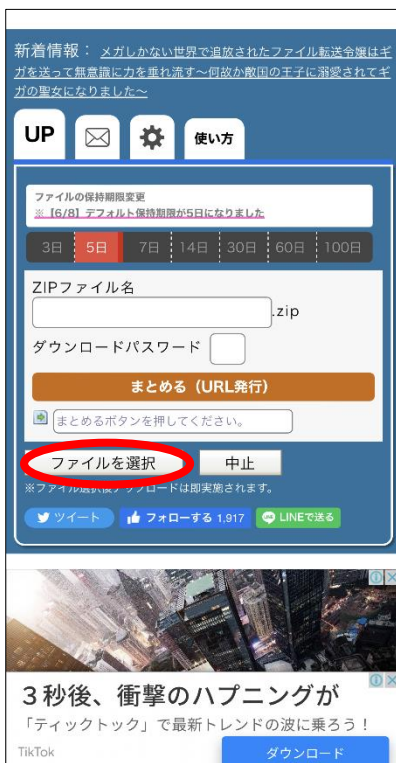 新着情報： メガしかない世界で追放されたファイル転送令嬢はギ
ガを送って無意識に力を垂れ流す～何故か敵国の王子に溺愛されてギ
ガの聖女になりました～
UP 使い方
ファイルの保持期限変更
※【6/8】デフォルト保持期限が5日になりました
3日 5日 7日 14日 30日 60日 100日
ZIPファイル名
.zip
ダウンロードパスワード
まとめる（URL発行）
まとめるボタンを押してください。
ファイルを選択 中止
※ファイル選択後アップロードは即実施されます。
ツイート フォローする 1,917 LINEで送る
３秒後、衝撃のハプニングが
「ティックトック」で最新トレンドの波に乗ろう！
TikTok ダウンロード